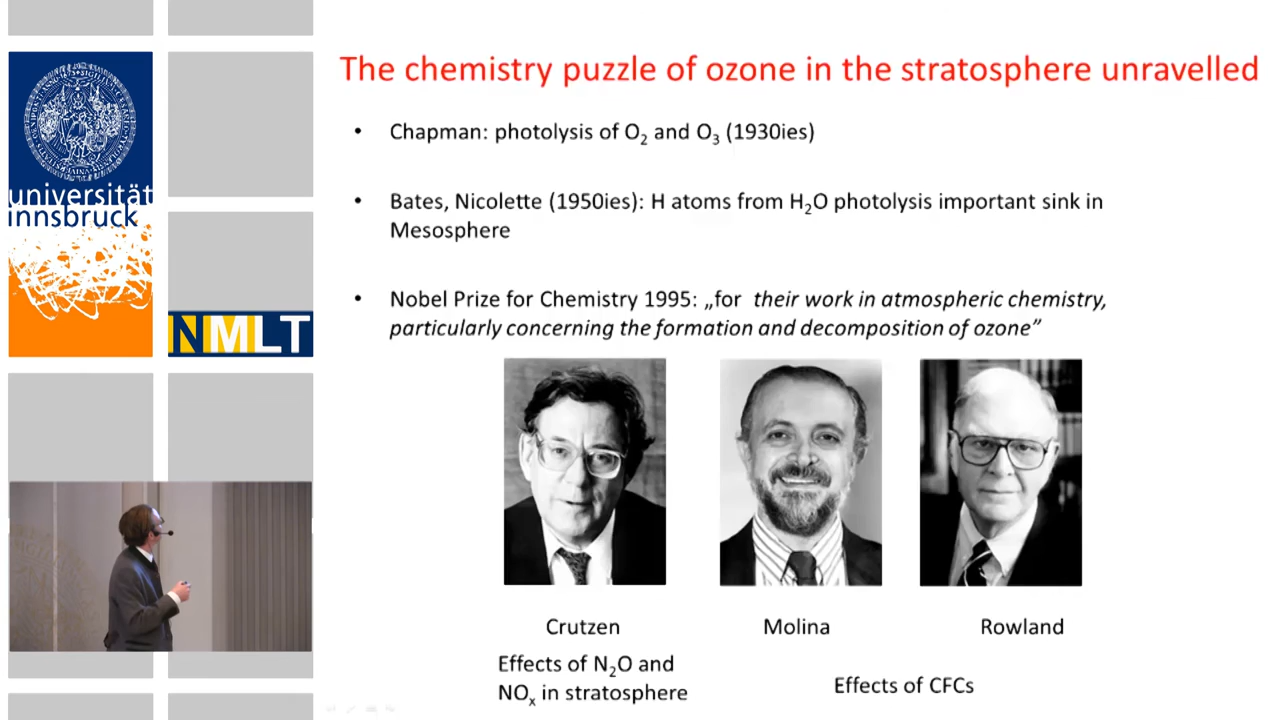 The chemistry puzzle of ozone in the stratosphere unravelled
• Chapman: photolysis of O₂ and O₃ (1930ies)
• Bates, Nicolette (1950ies): H atoms from H₂O photolysis important sink in
Mesosphere
• Nobel Prize for Chemistry 1995: „for their work in atmospheric chemistry,
particularly concerning the formation and decomposition of ozone”
universität
innsbruck
NMLT
Crutzen
Molina
Rowland
Effects of N₂O and
NOₓ in stratosphere
Effects of CFCs